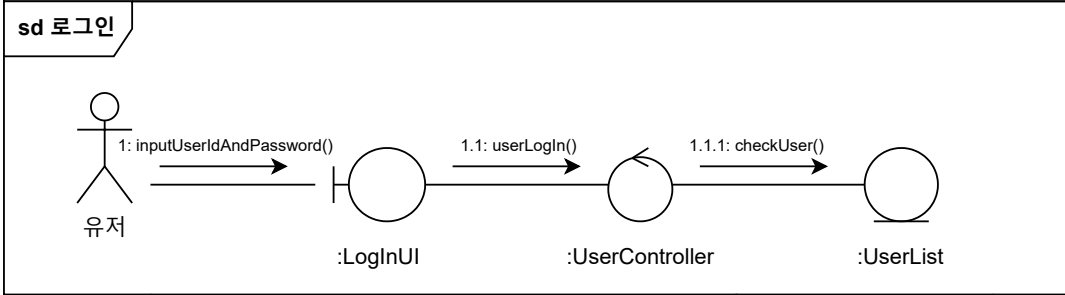 sd 로그인
1: inputUserIdAndPassword()
1.1: userLogIn()
1.1.1: checkUser()
유저
:LogInUI
:UserController
:UserList